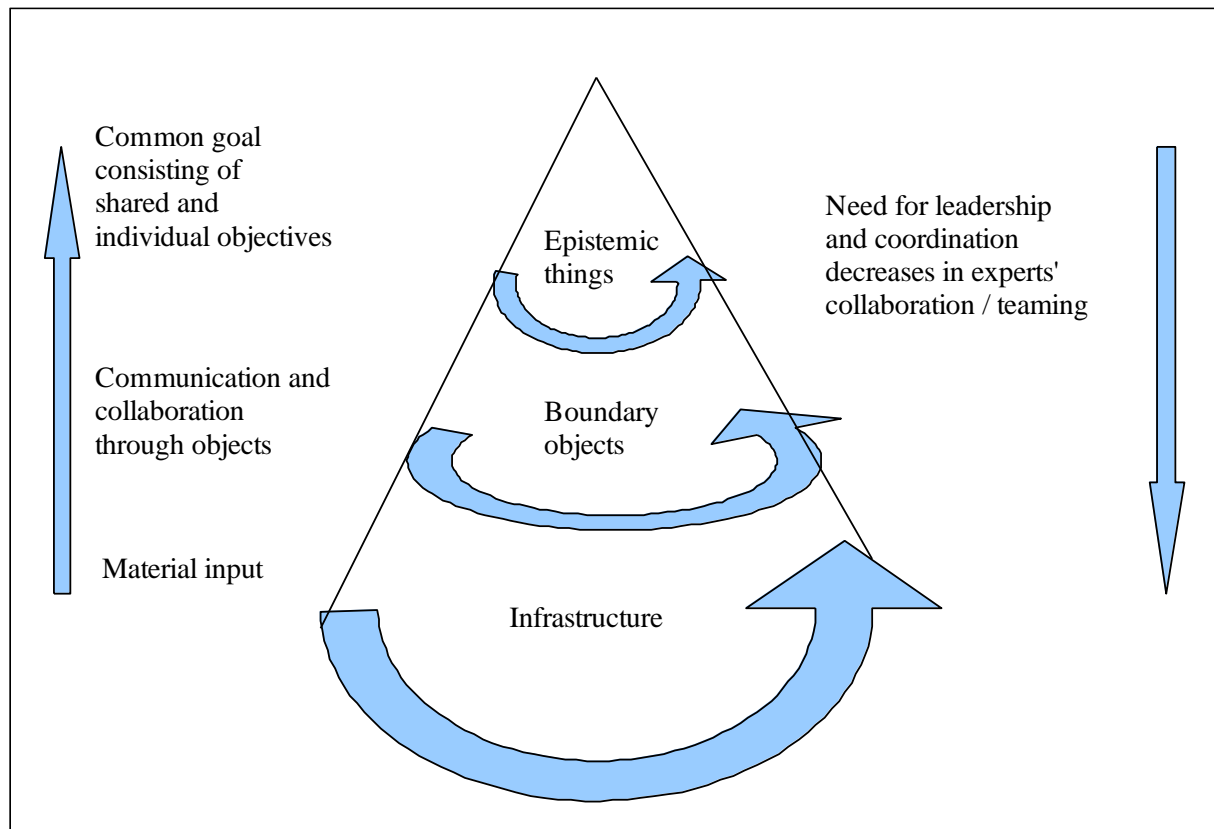 Common goal
consisting of
shared and
individual objectives
Epistemic
things
Need for leadership
and coordination
decreases in experts'
collaboration / teaming
Communication and
collaboration
through objects
Boundary
objects
Material input
Infrastructure